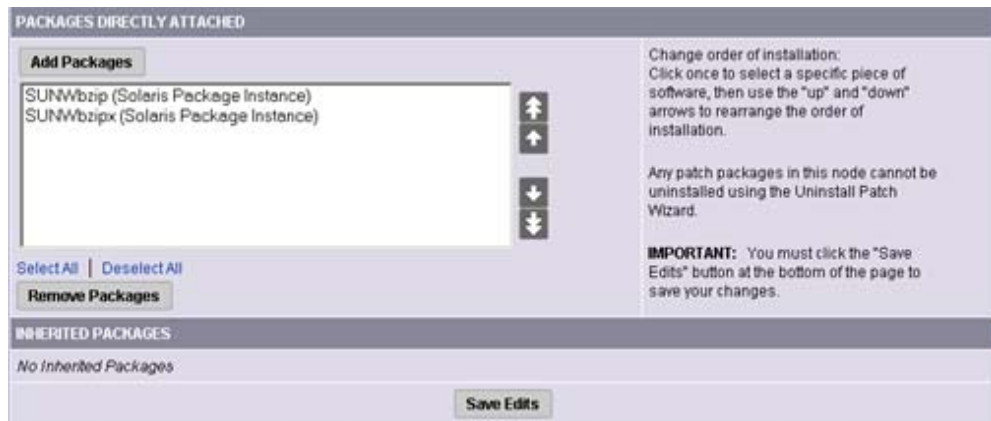 PACKAGES DIRECTLY ATTACHED
Add Packages
SUNWbzip (Solaris Package Instance)
SUNWbzipx (Solaris Package Instance)
Select All | Deselect All
Remove Packages
Change order of installation:
Click once to select a specific piece of
software, then use the "up" and "down"
arrows to rearrange the order of
installation.
Any patch packages in this node cannot be
uninstalled using the Uninstall Patch
Wizard.
IMPORTANT: You must click the "Save
Edits" button at the bottom of the page to
save your changes.
INHERITED PACKAGES
No Inherited Packages
Save Edits